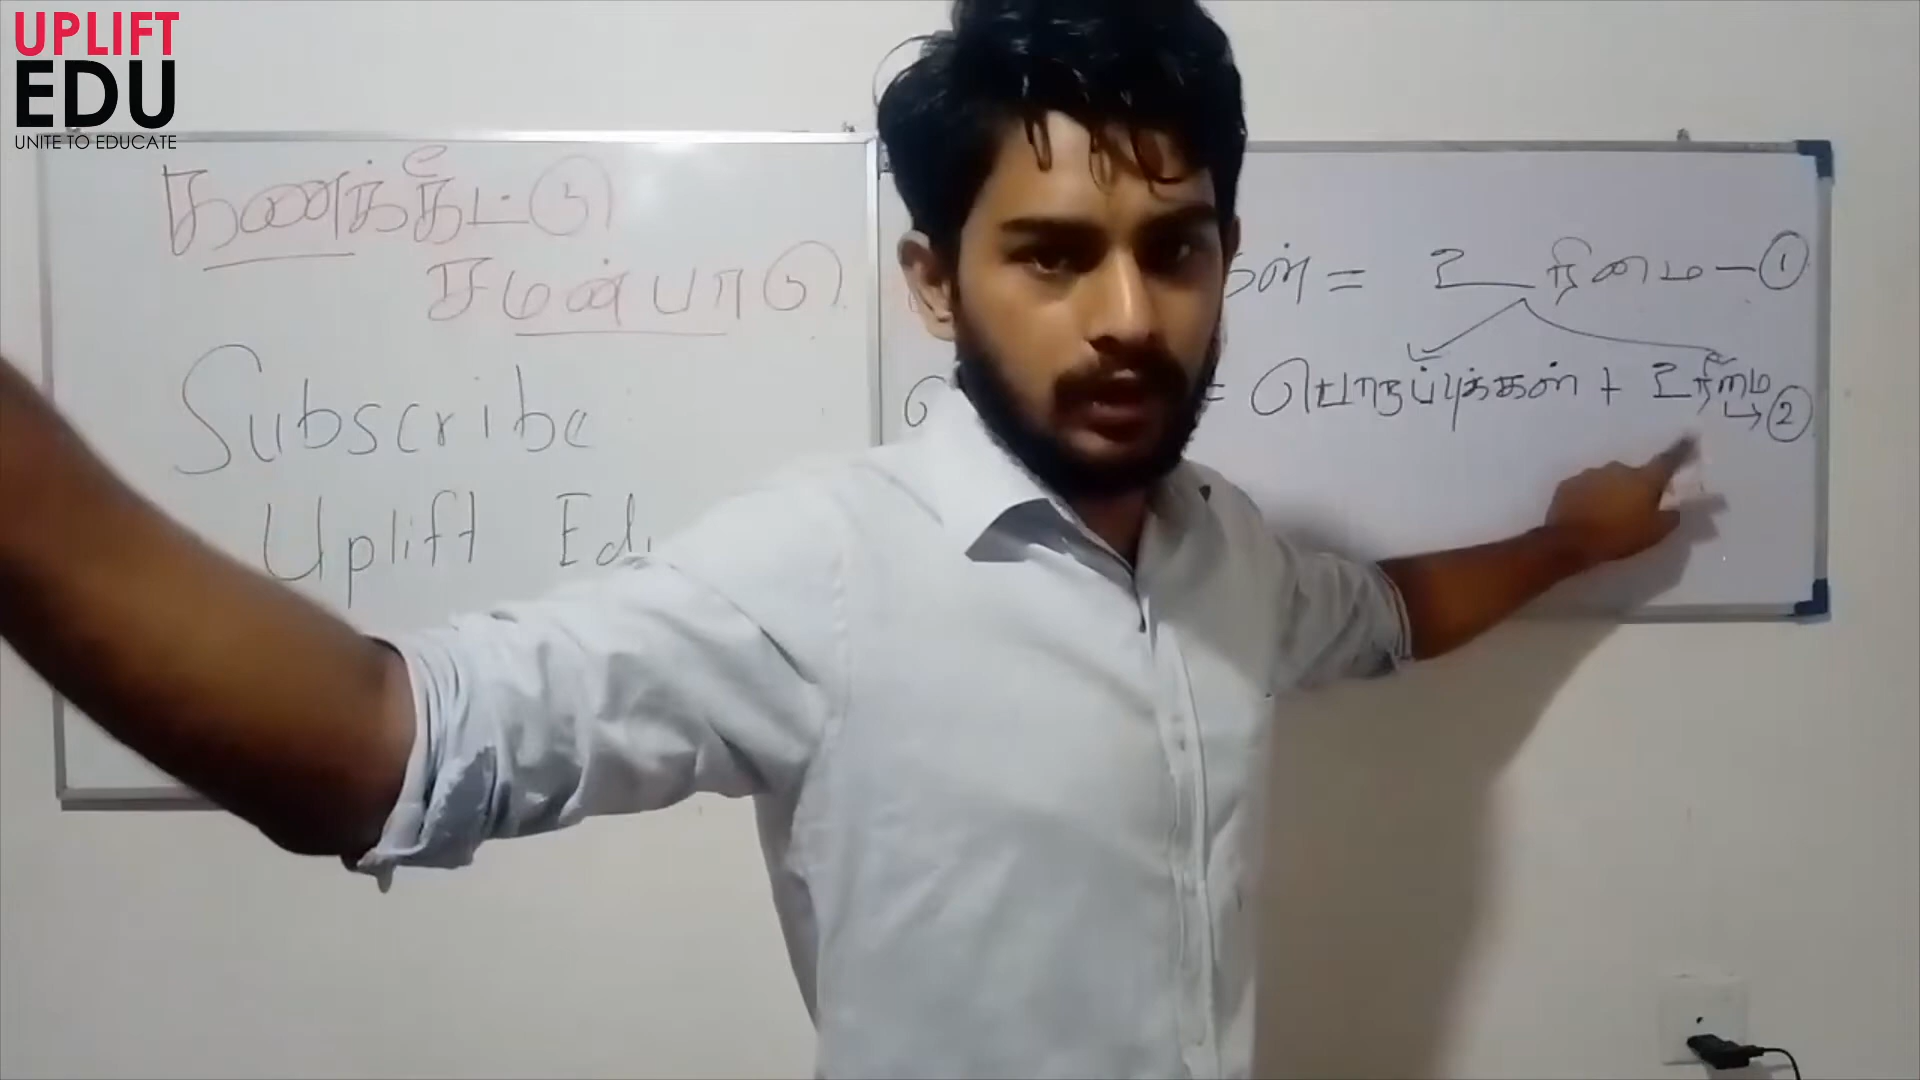 UPLIFT
EDU
UNITE TO EDUCATE
கணக்கீட்டு
சமன்பாடு
Subscribe
Uplift
= உரிமை - ①
= பொறுப்புக்கள் + உரிமை
→ ②